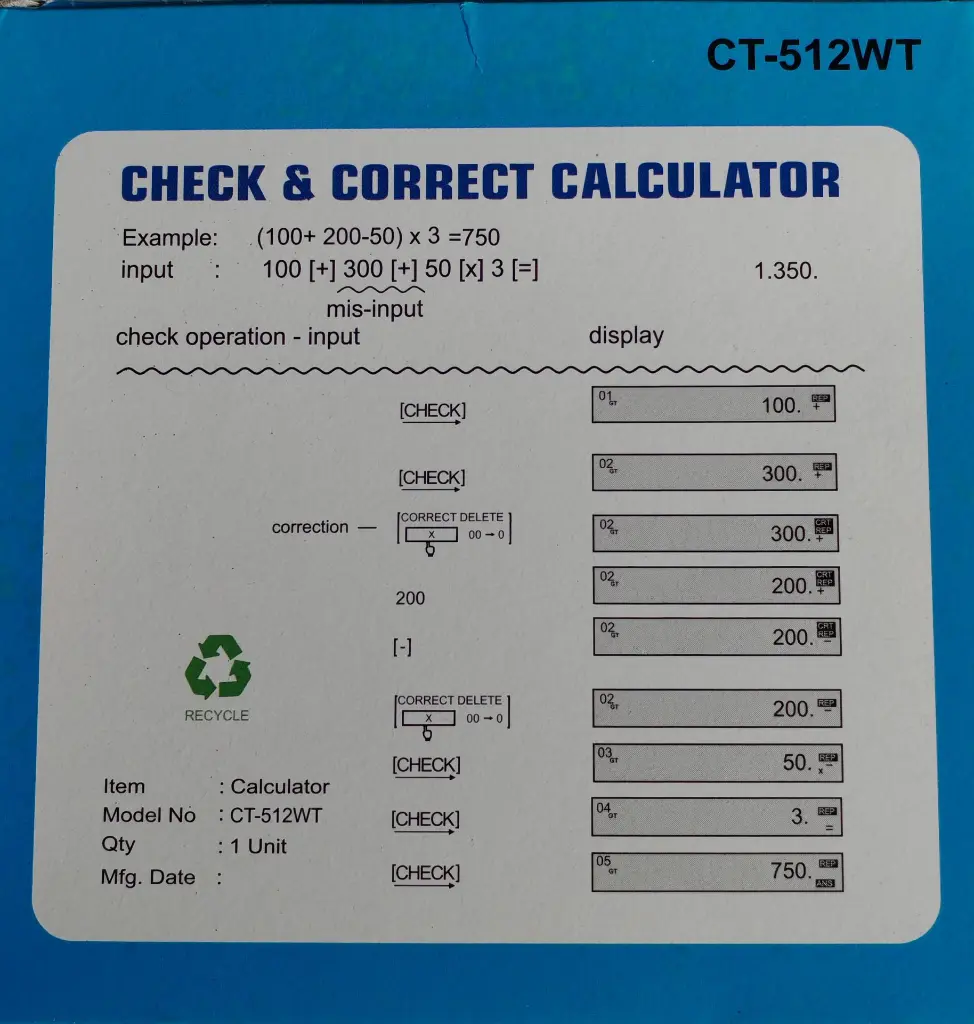 CT-512WT
CHECK & CORRECT CALCULATOR
Example: (100+ 200-50) x 3 =750
input : 100 [+] 300 [+] 50 [x] 3 [=] 1.350.
mis-input
check operation - input display
[CHECK] 01 GT 100. REP +
[CHECK] 02 GT 300. REP +
correction — [CORRECT DELETE X 00→0] 02 GT 300. CRT REP +
200 02 GT 200. CRT REP +
[-] 02 GT 200. CRT REP −
[CORRECT DELETE X 00→0] 02 GT 200. REP −
[CHECK] 03 GT 50. REP − x
[CHECK] 04 GT 3. REP =
[CHECK] 05 GT 750. REP ANS
RECYCLE
Item : Calculator
Model No : CT-512WT
Qty : 1 Unit
Mfg. Date :